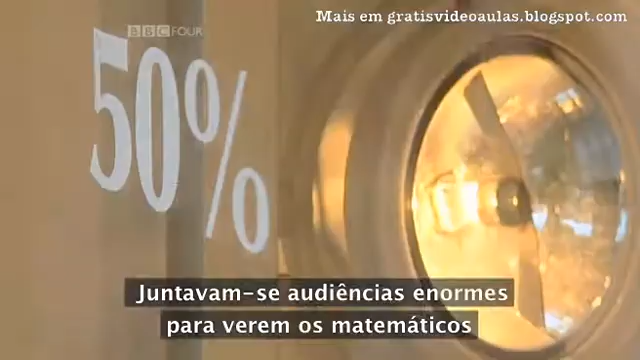 Mais em gratisvideoaulas.blogspot.com
BBC FOUR
50%
Juntavam-se audiências enormes
para verem os matemáticos